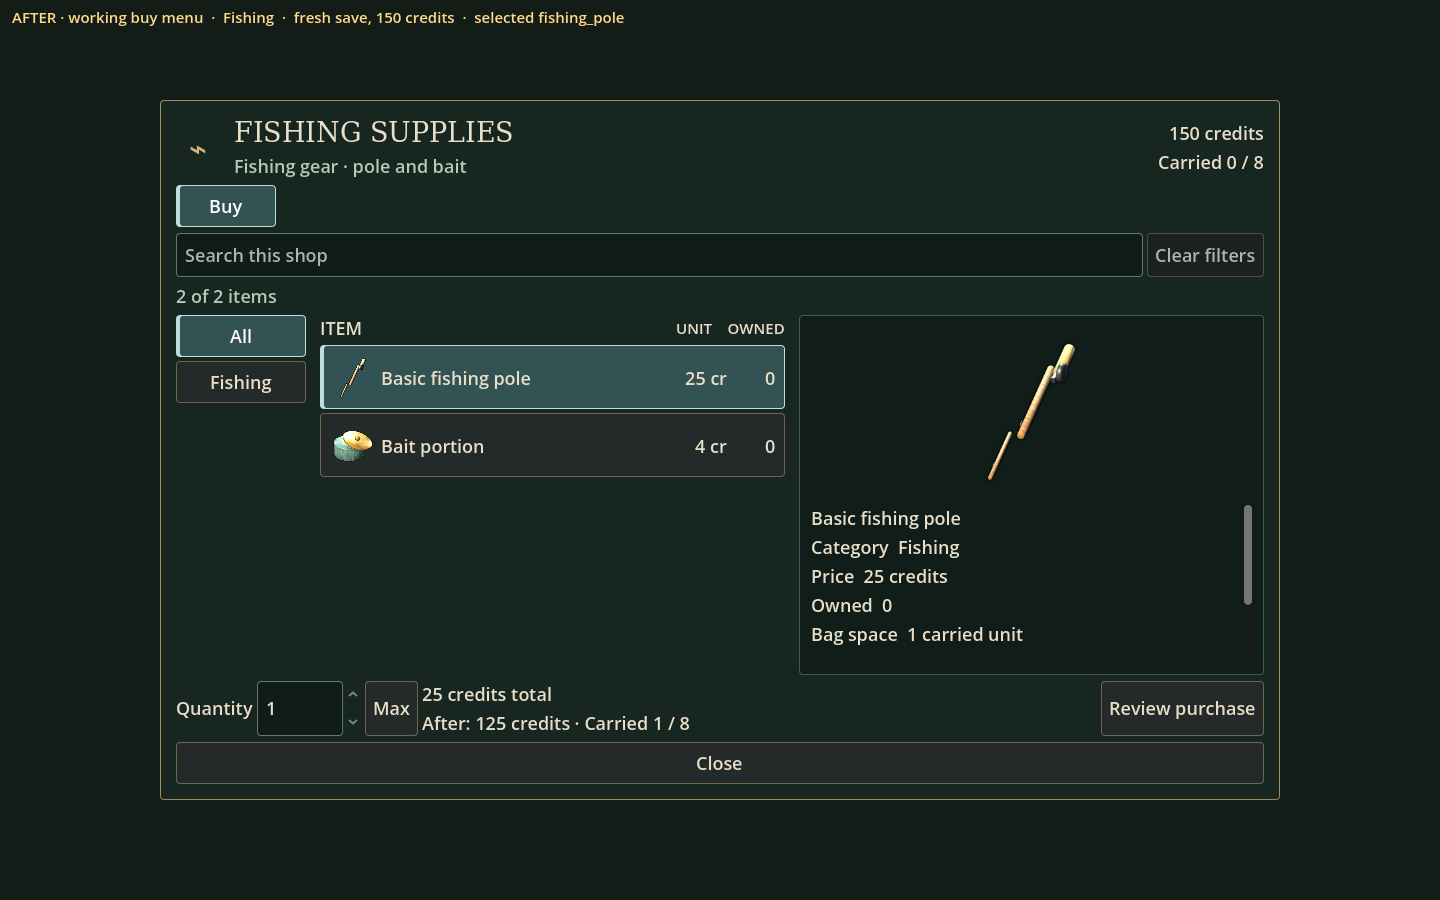 AFTER · working buy menu · Fishing · fresh save, 150 credits · selected fishing_pole
FISHING SUPPLIES
Fishing gear · pole and bait
150 credits
Carried 0 / 8
Buy
Search this shop
Clear filters
2 of 2 items
All
Fishing
ITEM UNIT OWNED
Basic fishing pole 25 cr 0
Bait portion 4 cr 0
Basic fishing pole
Category Fishing
Price 25 credits
Owned 0
Bag space 1 carried unit
Quantity 1 Max
25 credits total
After: 125 credits · Carried 1 / 8
Review purchase
Close